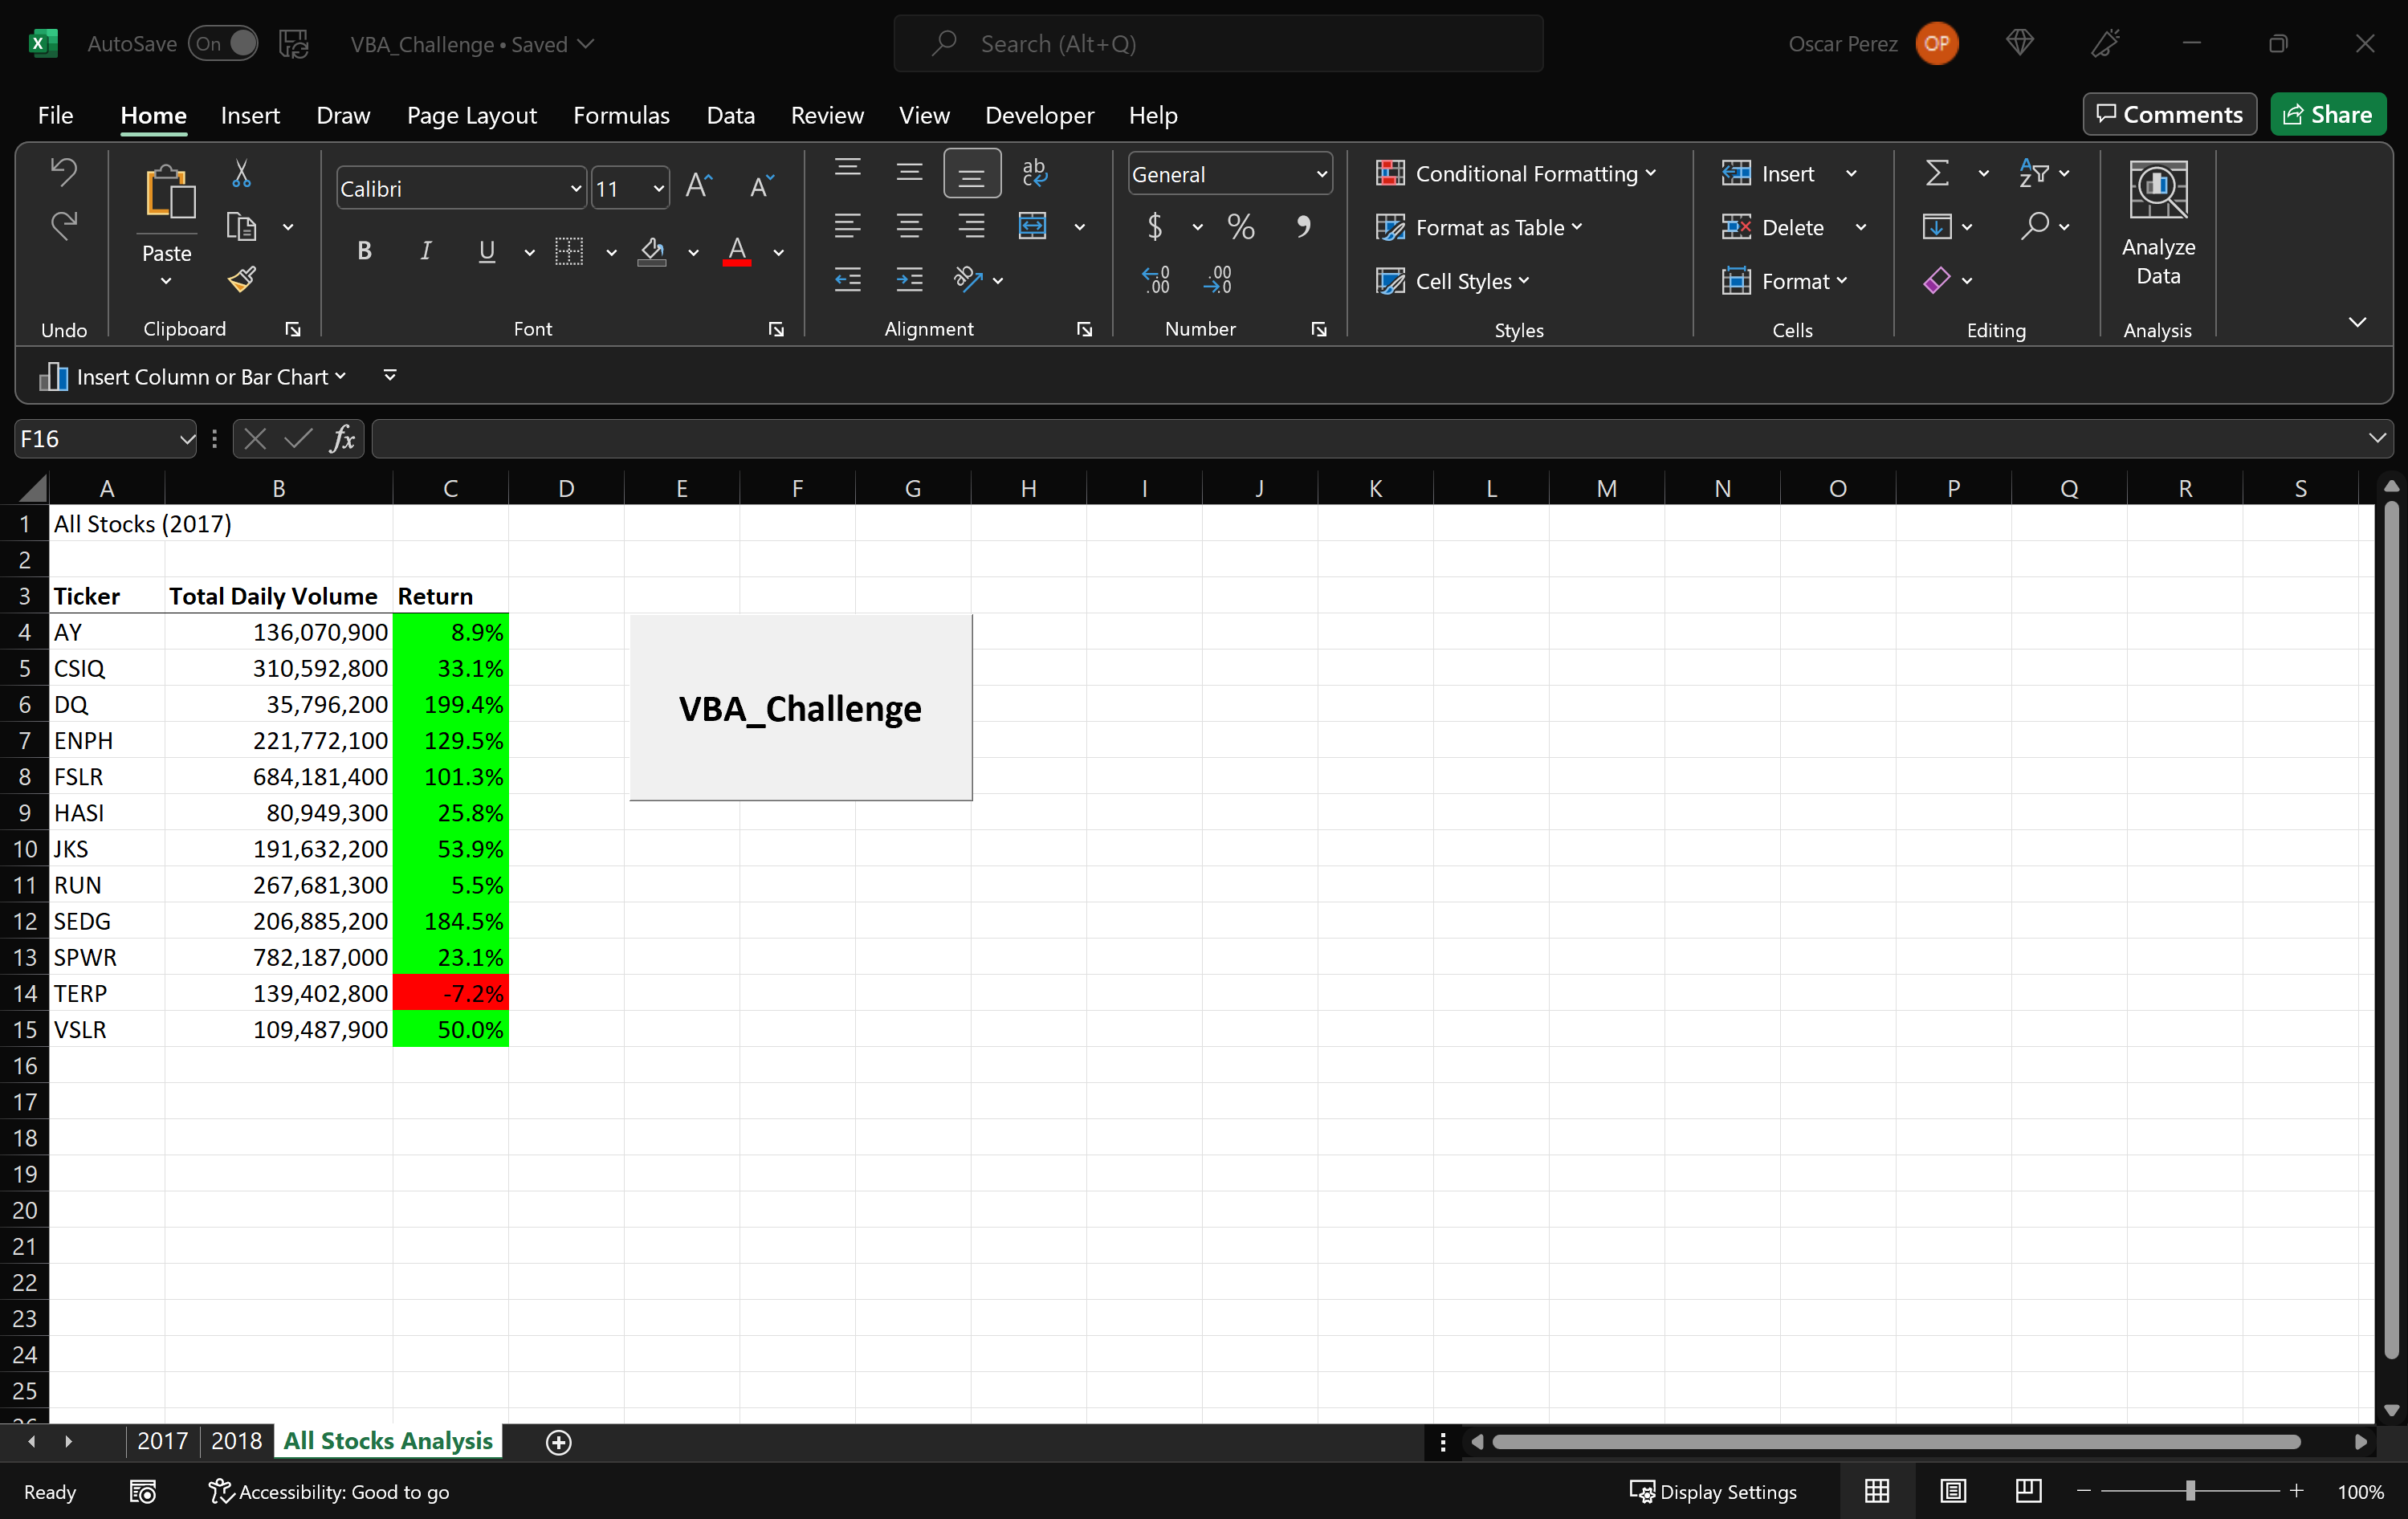 AutoSave On VBA_Challenge • Saved Search (Alt+Q) Oscar Perez OP
File Home Insert Draw Page Layout Formulas Data Review View Developer Help Comments Share
Calibri 11 General Conditional Formatting Insert
Paste B I U A $ % Format as Table Delete Analyze Data
Cell Styles Format
Undo Clipboard Font Alignment Number Styles Cells Editing Analysis
Insert Column or Bar Chart
F16 fx
A B C D E F G H I J K L M N O P Q R S
1 All Stocks (2017)
2
3 Ticker Total Daily Volume Return
4 AY 136,070,900 8.9%
5 CSIQ 310,592,800 33.1%
6 DQ 35,796,200 199.4%
7 ENPH 221,772,100 129.5%
VBA_Challenge
8 FSLR 684,181,400 101.3%
9 HASI 80,949,300 25.8%
10 JKS 191,632,200 53.9%
11 RUN 267,681,300 5.5%
12 SEDG 206,885,200 184.5%
13 SPWR 782,187,000 23.1%
14 TERP 139,402,800 -7.2%
15 VSLR 109,487,900 50.0%
16
17
18
19
20
21
22
23
24
25
2017 2018 All Stocks Analysis
Ready Accessibility: Good to go Display Settings 100%